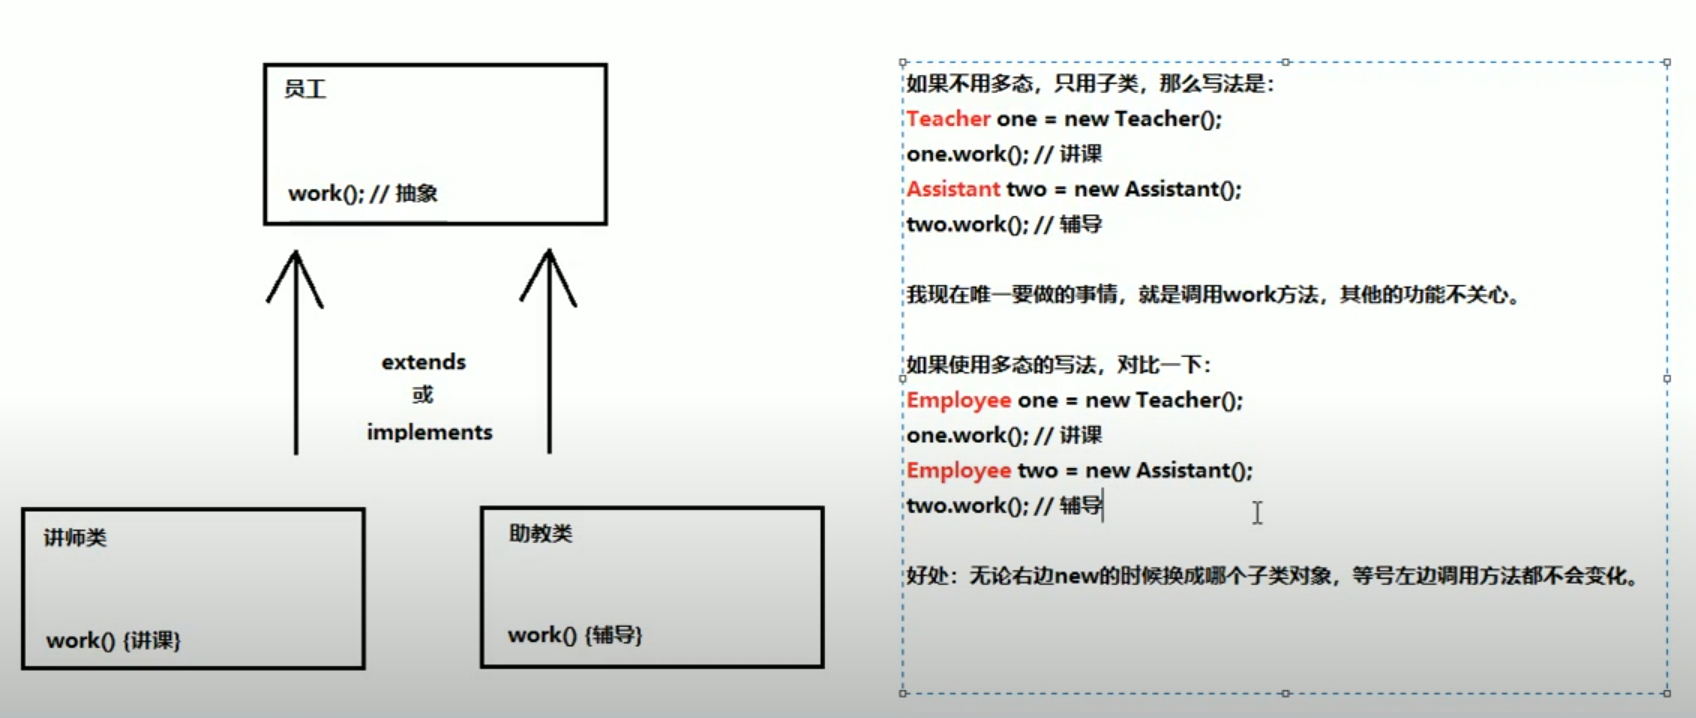 员工
work(); // 抽象
extends
或
implements
讲师类
work() {讲课}
助教类
work() {辅导}
如果不用多态，只用子类，那么写法是：
Teacher one = new Teacher();
one.work(); // 讲课
Assistant two = new Assistant();
two.work(); // 辅导
我现在唯一要做的事情，就是调用work方法，其他的功能不关心。
如果使用多态的写法，对比一下：
Employee one = new Teacher();
one.work(); // 讲课
Employee two = new Assistant();
two.work(); // 辅导
好处：无论右边new的时候换成哪个子类对象，等号左边调用方法都不会变化。